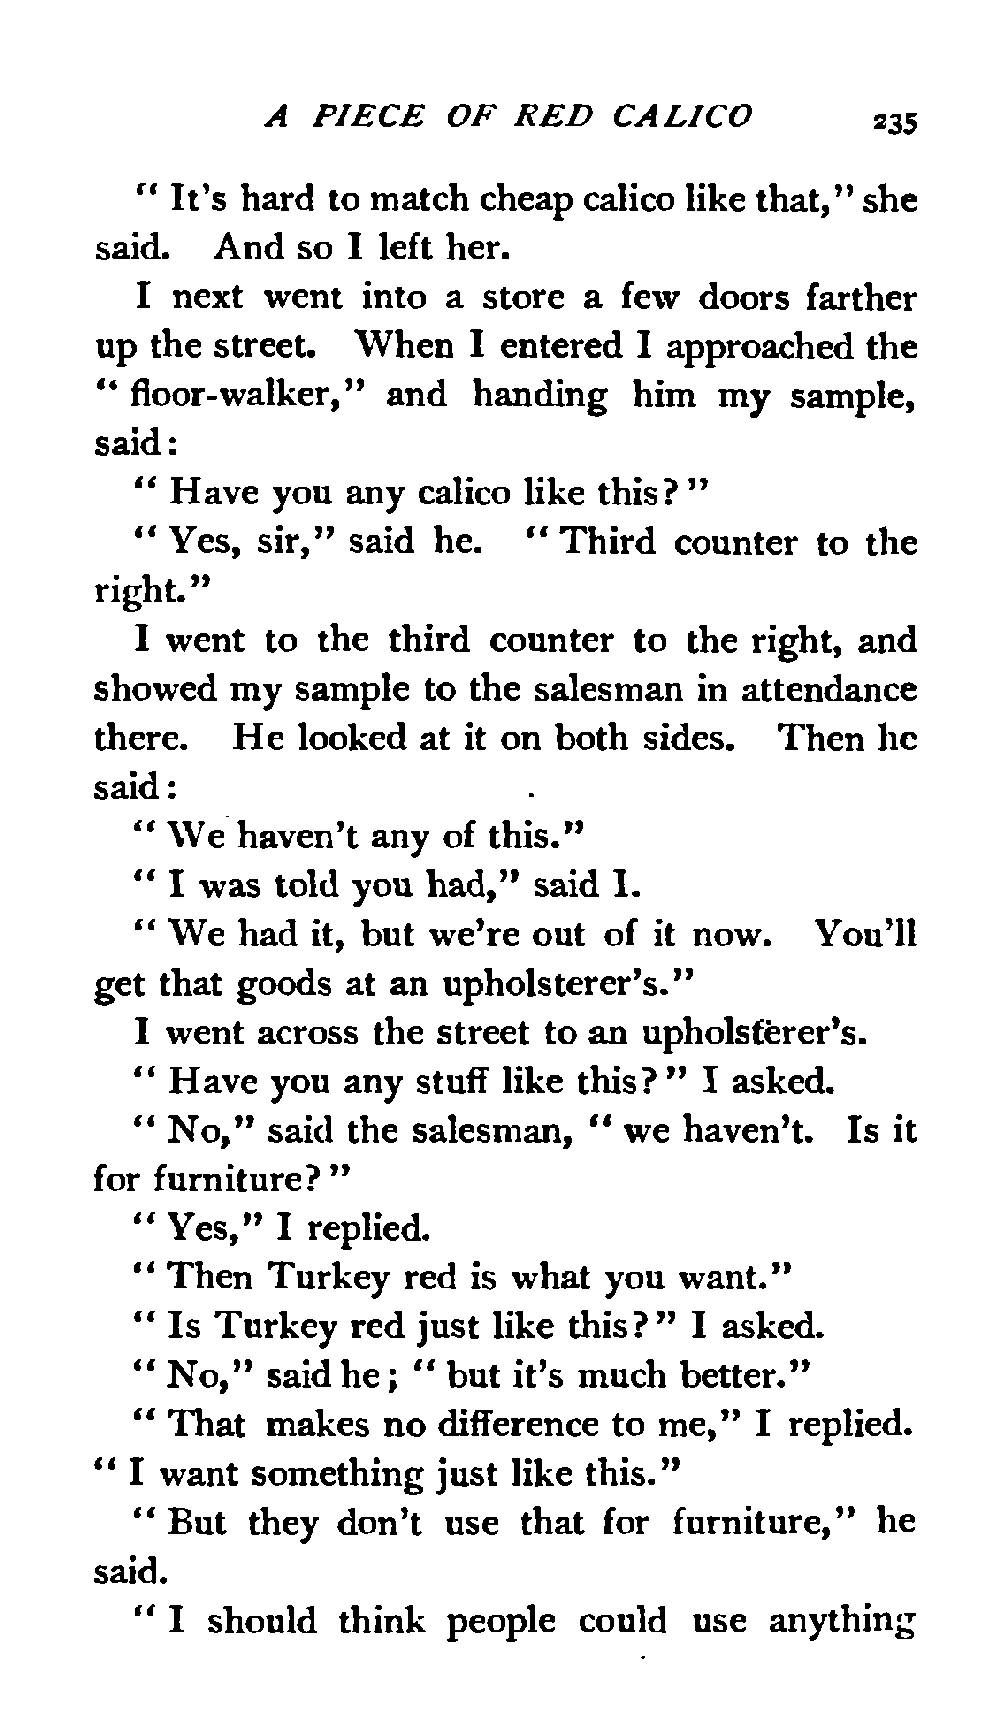 A PIECE OF RED CALICO 235
" It's hard to match cheap calico like that," she
said. And so I left her.
I next went into a store a few doors farther
up the street. When I entered I approached the
" floor-walker," and handing him my sample,
said:
" Have you any calico like this?"
" Yes, sir," said he. " Third counter to the
right."
I went to the third counter to the right, and
showed my sample to the salesman in attendance
there. He looked at it on both sides. Then he
said:
" We haven't any of this."
" I was told you had," said I.
" We had it, but we're out of it now. You'll
get that goods at an upholsterer's."
I went across the street to an upholsterer's.
" Have you any stuff like this?" I asked.
" No," said the salesman, " we haven't. Is it
for furniture?"
" Yes," I replied.
" Then Turkey red is what you want."
" Is Turkey red just like this?" I asked.
" No," said he; " but it's much better."
" That makes no difference to me," I replied.
" I want something just like this."
" But they don't use that for furniture," he
said.
" I should think people could use anything